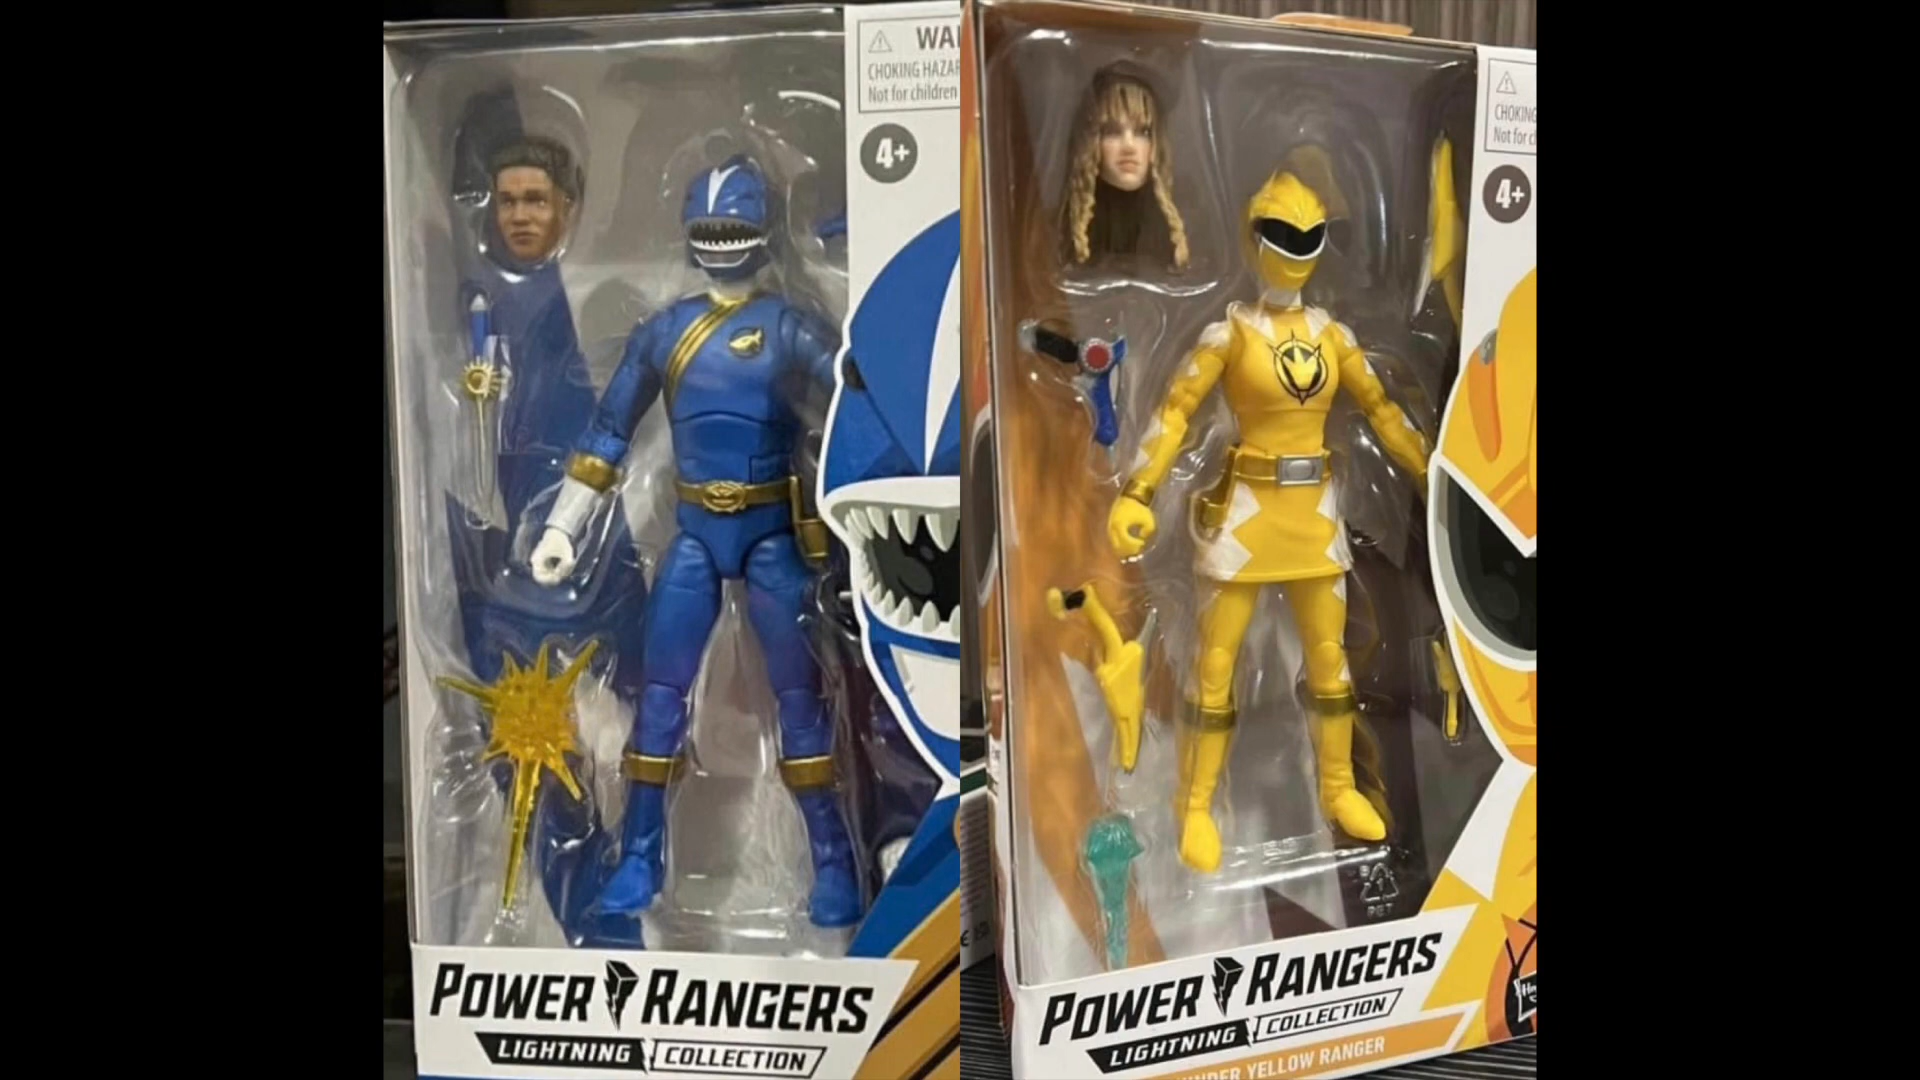 WA
CHOKING HAZAR
Not for children
4+
POWER RANGERS
LIGHTNING COLLECTION
CHOKING
Not for c
4+
PET
POWER RANGERS
LIGHTNING COLLECTION
UNDER YELLOW RANGER